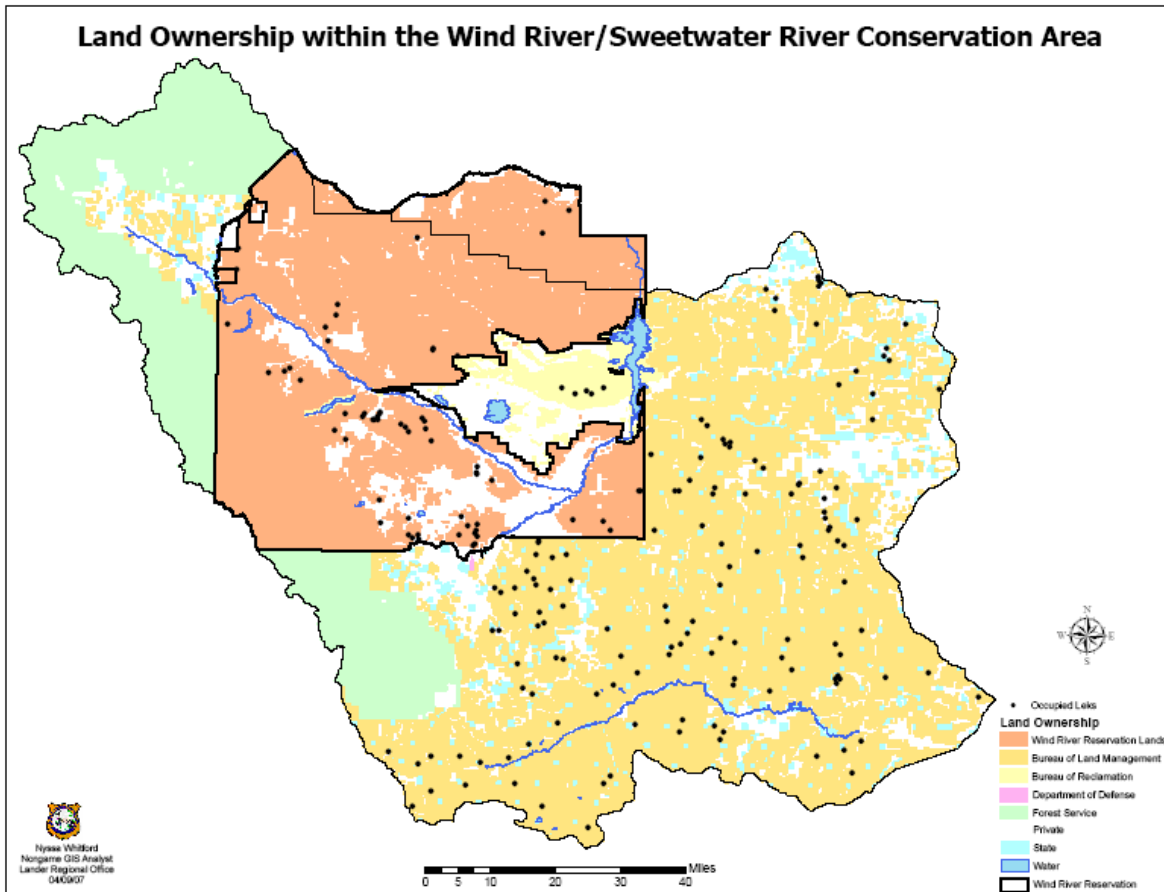 Land Ownership within the Wind River/Sweetwater River Conservation Area
N
W E
S
Occupied Leks
Land Ownership
Wind River Reservation Lands
Bureau of Land Management
Bureau of Reclamation
Department of Defense
Forest Service
Private
State
Water
Wind River Reservation
Nyssa Whitford
Nongame GIS Analyst
Lander Regional Office
04/09/07
Miles
0 5 10 20 30 40